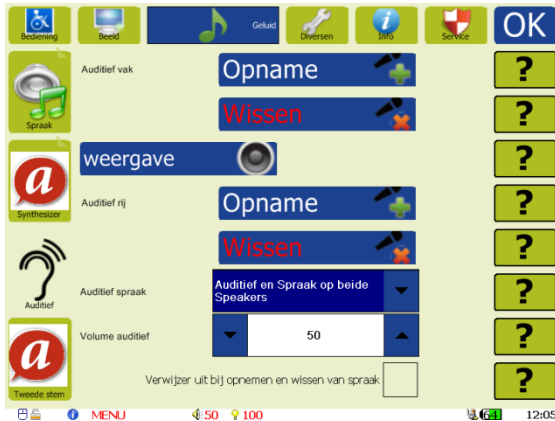 Bediening
Beeld
Geluid
Diversen
Info
Service
OK
Spraak
Auditief vak
Opname
?
Wissen
?
Synthesizer
weergave
?
Auditief rij
Opname
?
Wissen
?
Auditief
Auditief spraak
Auditief en Spraak op beide
Speakers
?
Volume auditief
50
?
Tweede stem
Verwijzer uit bij opnemen en wissen van spraak
?
MENU
50
100
64
12:05